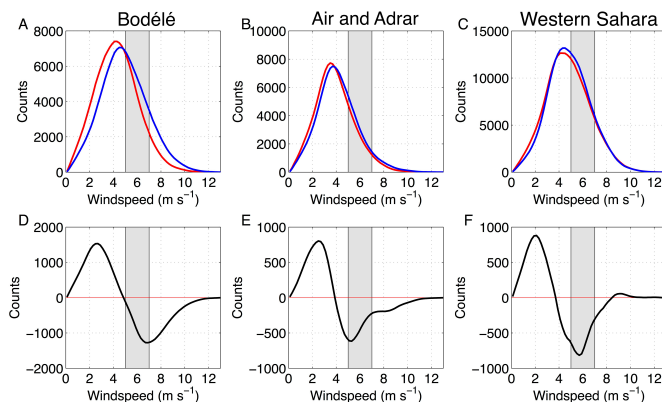 Bodélé Air and Adrar Western Sahara
A B C
8000 10000 15000
6000 8000 10000
4000 6000 5000
2000 4000 0
0 2000
0
Counts Counts Counts
0 2 4 6 8 10 12 0 2 4 6 8 10 12 0 2 4 6 8 10 12
Windspeed (m s⁻¹) Windspeed (m s⁻¹) Windspeed (m s⁻¹)
D E F
2000 1000 1000
1000 500 500
0 0 0
−1000 −500 −500
−2000 −1000 −1000
Counts Counts Counts
0 2 4 6 8 10 12 0 2 4 6 8 10 12 0 2 4 6 8 10 12
Windspeed (m s⁻¹) Windspeed (m s⁻¹) Windspeed (m s⁻¹)